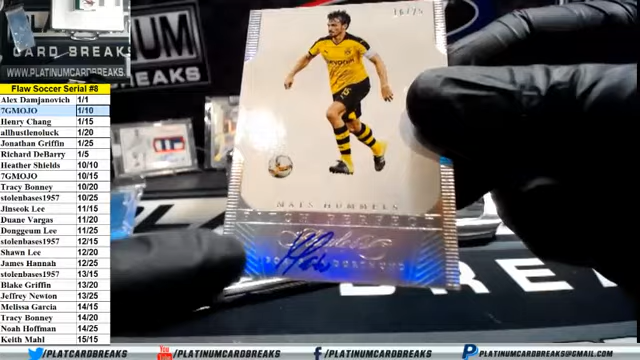 CARD BREAKS
WWW.PLATINUMCARDBREAKS
Flaw Soccer Serial #8
Alex Damjanovich 1/1
7GMOJO 1/10
Henry Chang 1/15
allhustlenoluck 1/20
Jonathan Griffin 1/25
Richard DeBarry 1/5
Heather Shields 10/10
7GMOJO 10/15
Tracy Bonney 10/20
stolenbases1957 10/25
Jinseok Lee 11/15
Duane Vargas 11/20
Donggeum Lee 11/25
stolenbases1957 12/15
Shawn Lee 12/20
James Hannah 12/25
stolenbases1957 13/15
Blake Griffin 13/20
Jeffrey Newton 13/25
Melissa Garcia 14/15
Tracy Bonney 14/20
Noah Hoffman 14/25
Keith Mahl 15/15
MATS HUMMELS
/PLATCARDBREAKS
You Tube /PLATINUMCARDBREAKS
/PLATINUMCARDBREAKS
PLATINUMCARDBREAKS@GMAIL.COM